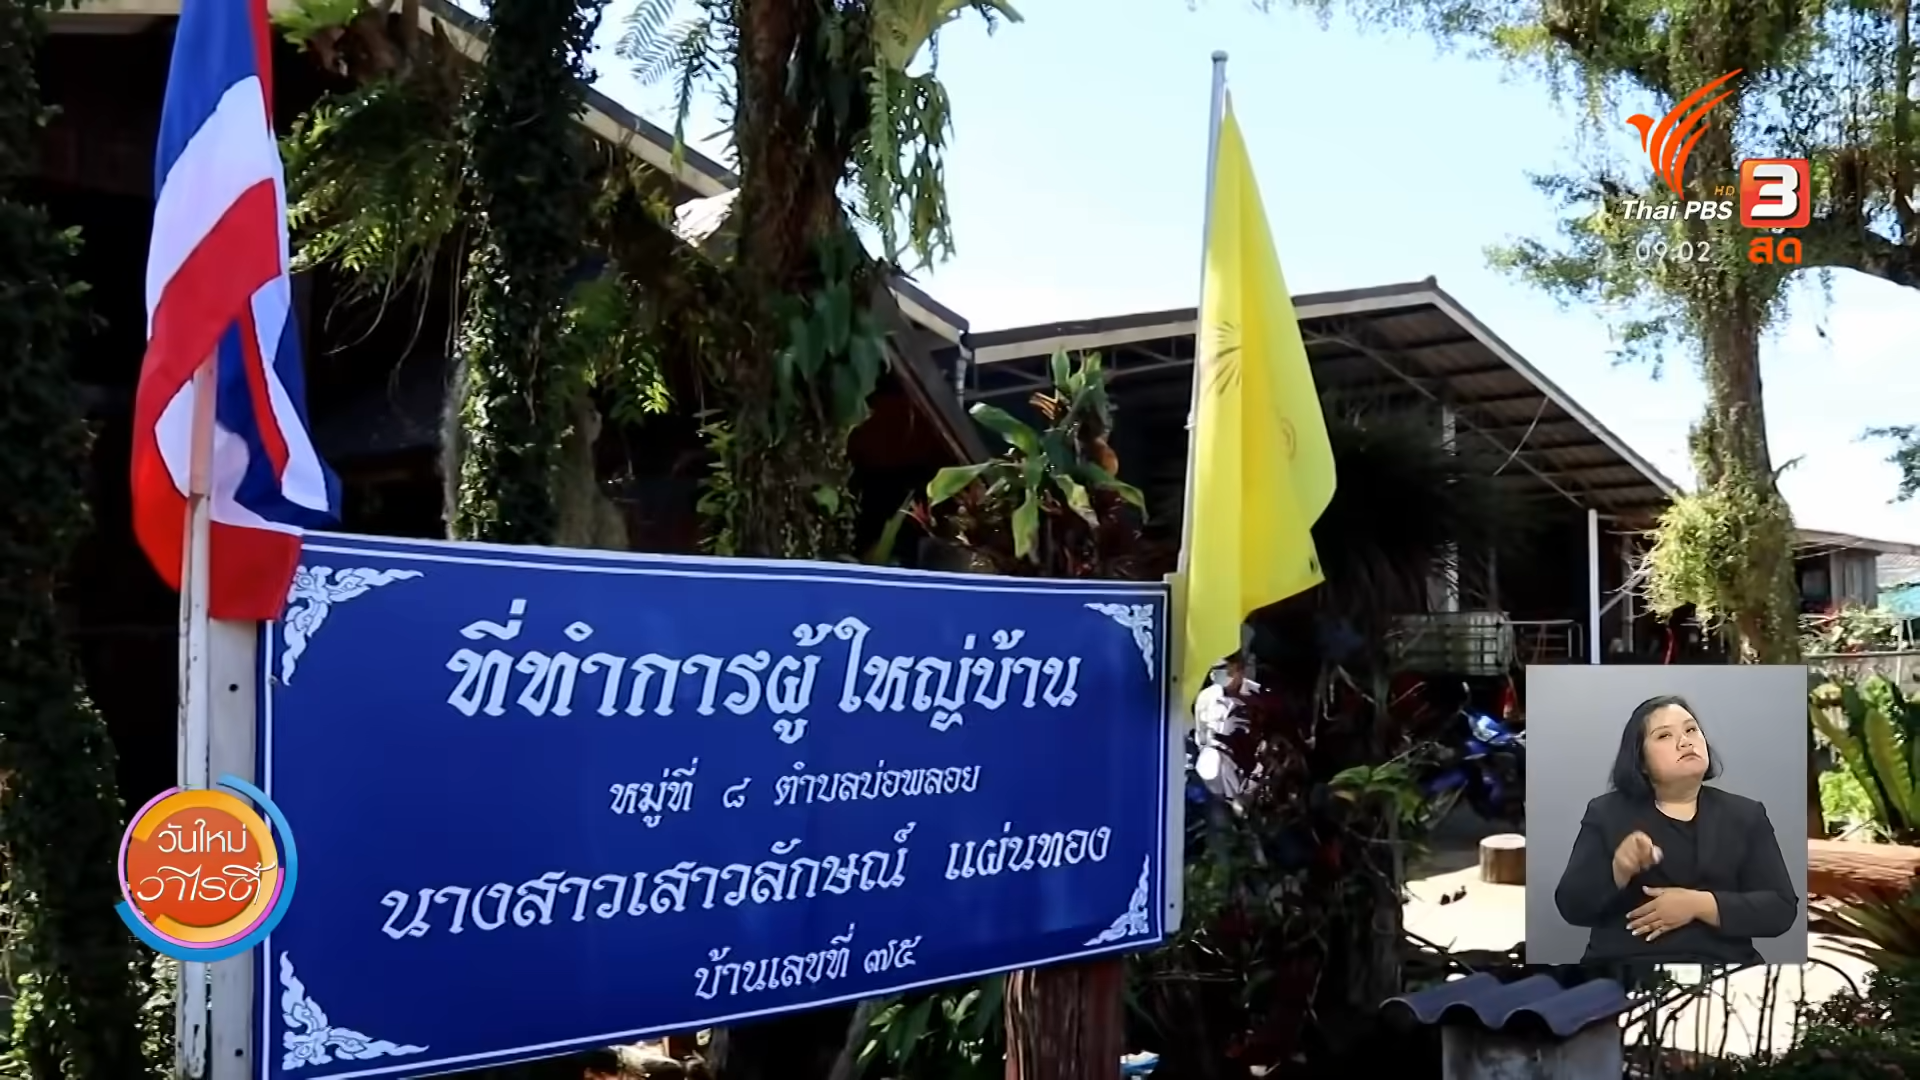 HD
Thai PBS 3
09:02 สด
ที่ทำการผู้ใหญ่บ้าน
หมู่ที่ ๘ ตำบลบ่อพลอย
นางสาวเสาวลักษณ์ แผ่นทอง
บ้านเลขที่ ๗๕
วันใหม่
วาไรตี้